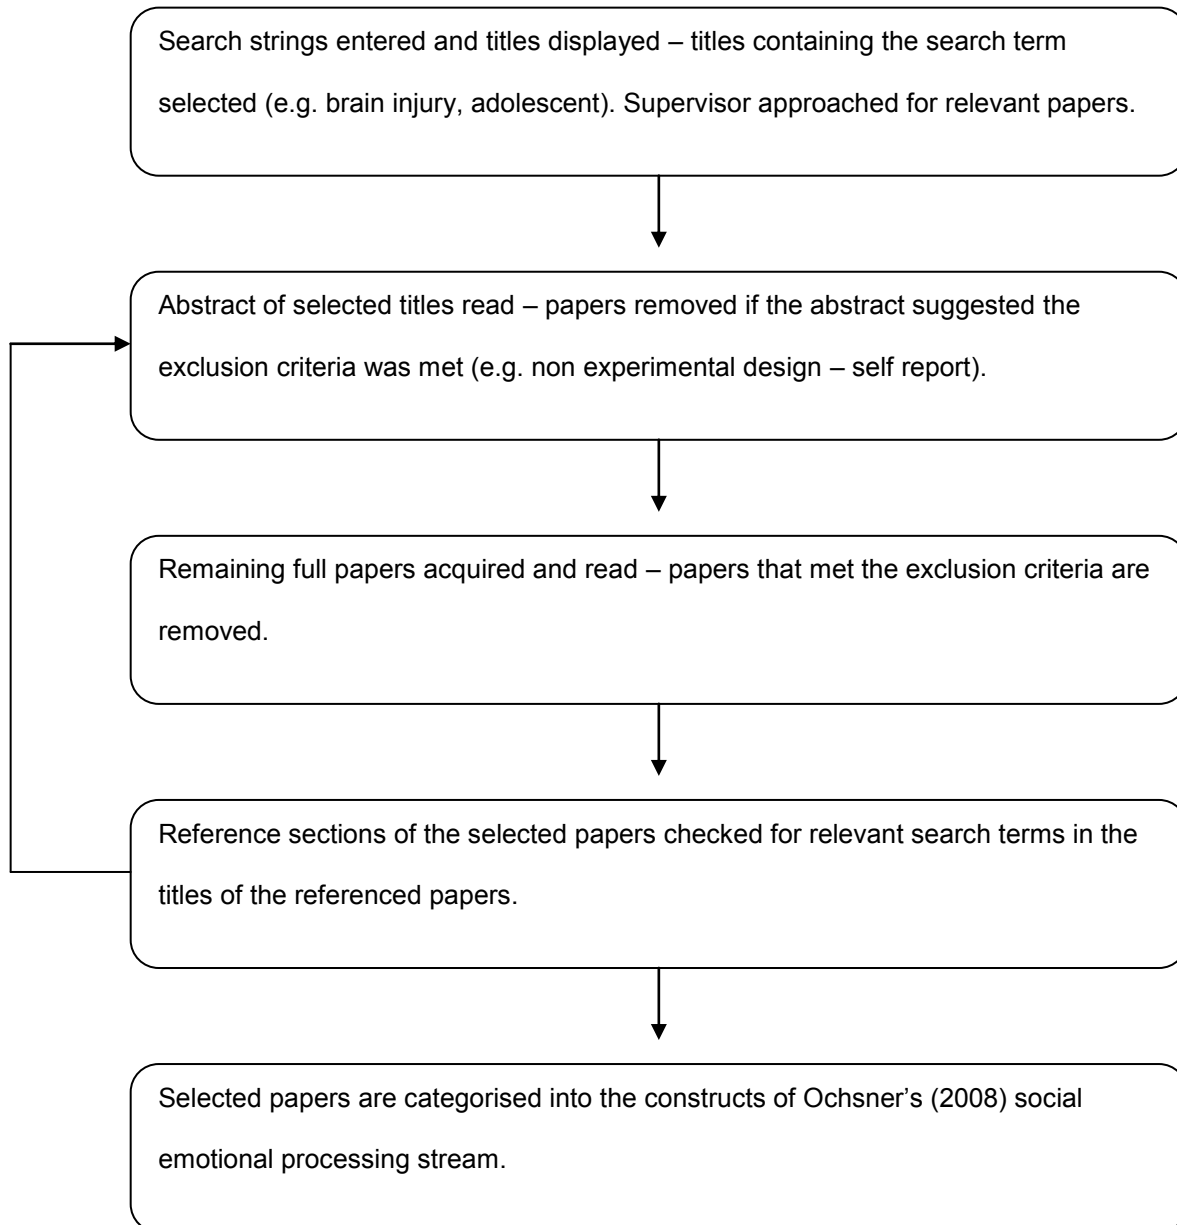 Search strings entered and titles displayed – titles containing the search term
selected (e.g. brain injury, adolescent). Supervisor approached for relevant papers.
Abstract of selected titles read – papers removed if the abstract suggested the
exclusion criteria was met (e.g. non experimental design – self report).
Remaining full papers acquired and read – papers that met the exclusion criteria are
removed.
Reference sections of the selected papers checked for relevant search terms in the
titles of the referenced papers.
Selected papers are categorised into the constructs of Ochsner’s (2008) social
emotional processing stream.